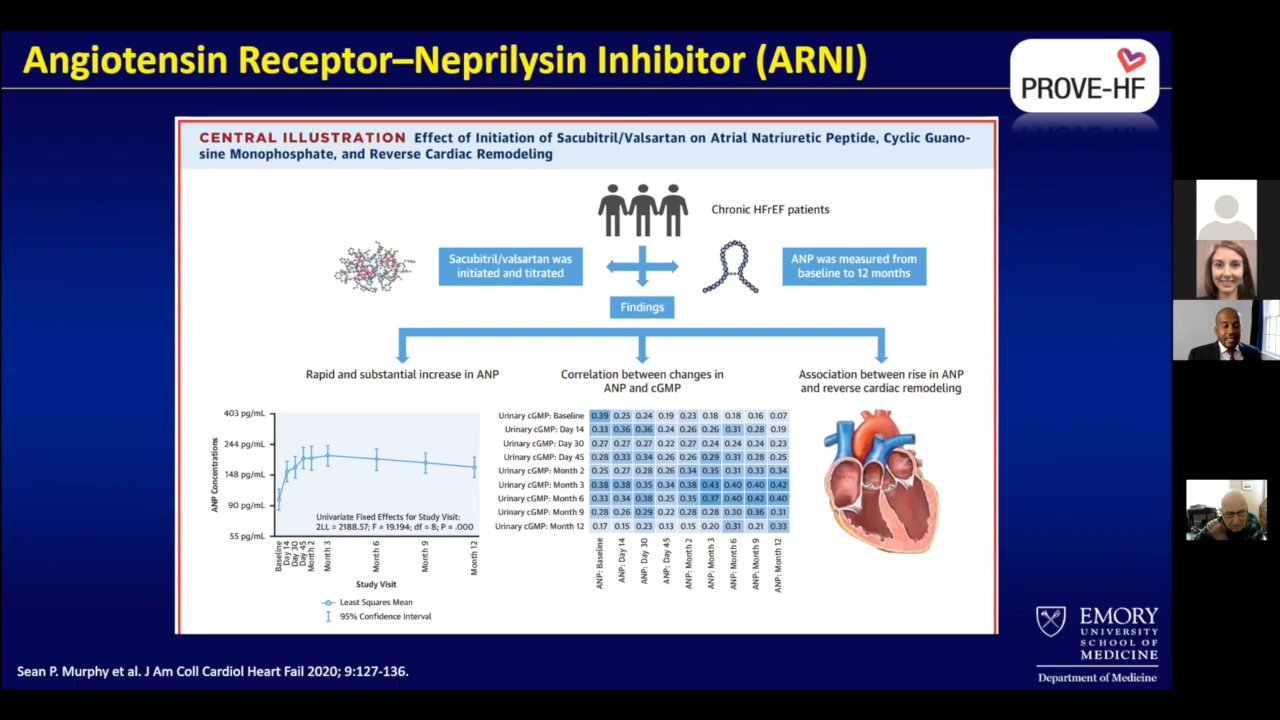 Angiotensin Receptor–Neprilysin Inhibitor (ARNI)
PROVE-HF
CENTRAL ILLUSTRATION Effect of Initiation of Sacubitril/Valsartan on Atrial Natriuretic Peptide, Cyclic Guano-
sine Monophosphate, and Reverse Cardiac Remodeling
Chronic HFrEF patients
Sacubitril/valsartan was
initiated and titrated
ANP was measured from
baseline to 12 months
Findings
Rapid and substantial increase in ANP
403 pg/mL
244 pg/mL
148 pg/mL
90 pg/mL
55 pg/mL
ANP Concentrations
Univariate Fixed Effects for Study Visit:
2LL = 2188.57; F = 19.194; df = 8; P = .000
Baseline
Day 14
Day 30
Day 45
Month 2
Month 3
Month 6
Month 9
Month 12
Study Visit
Least Squares Mean
95% Confidence Interval
Correlation between changes in
ANP and cGMP
Urinary cGMP: Baseline 0.39 0.25 0.24 0.19 0.23 0.18 0.18 0.16 0.07
Urinary cGMP: Day 14 0.33 0.36 0.36 0.24 0.26 0.26 0.31 0.28 0.19
Urinary cGMP: Day 30 0.27 0.27 0.27 0.22 0.27 0.24 0.24 0.24 0.23
Urinary cGMP: Day 45 0.28 0.33 0.34 0.26 0.26 0.29 0.31 0.28 0.25
Urinary cGMP: Month 2 0.25 0.27 0.28 0.26 0.34 0.35 0.31 0.33 0.34
Urinary cGMP: Month 3 0.38 0.38 0.35 0.34 0.38 0.43 0.40 0.40 0.42
Urinary cGMP: Month 6 0.33 0.34 0.38 0.25 0.35 0.37 0.40 0.42 0.40
Urinary cGMP: Month 9 0.28 0.26 0.29 0.22 0.28 0.28 0.30 0.36 0.31
Urinary cGMP: Month 12 0.17 0.15 0.23 0.13 0.15 0.20 0.31 0.21 0.33
ANP: Baseline
ANP: Day 14
ANP: Day 30
ANP: Day 45
ANP: Month 2
ANP: Month 3
ANP: Month 6
ANP: Month 9
ANP: Month 12
Association between rise in ANP
and reverse cardiac remodeling
EMORY
UNIVERSITY
SCHOOL OF
MEDICINE
Department of Medicine
Sean P. Murphy et al. J Am Coll Cardiol Heart Fail 2020; 9:127-136.